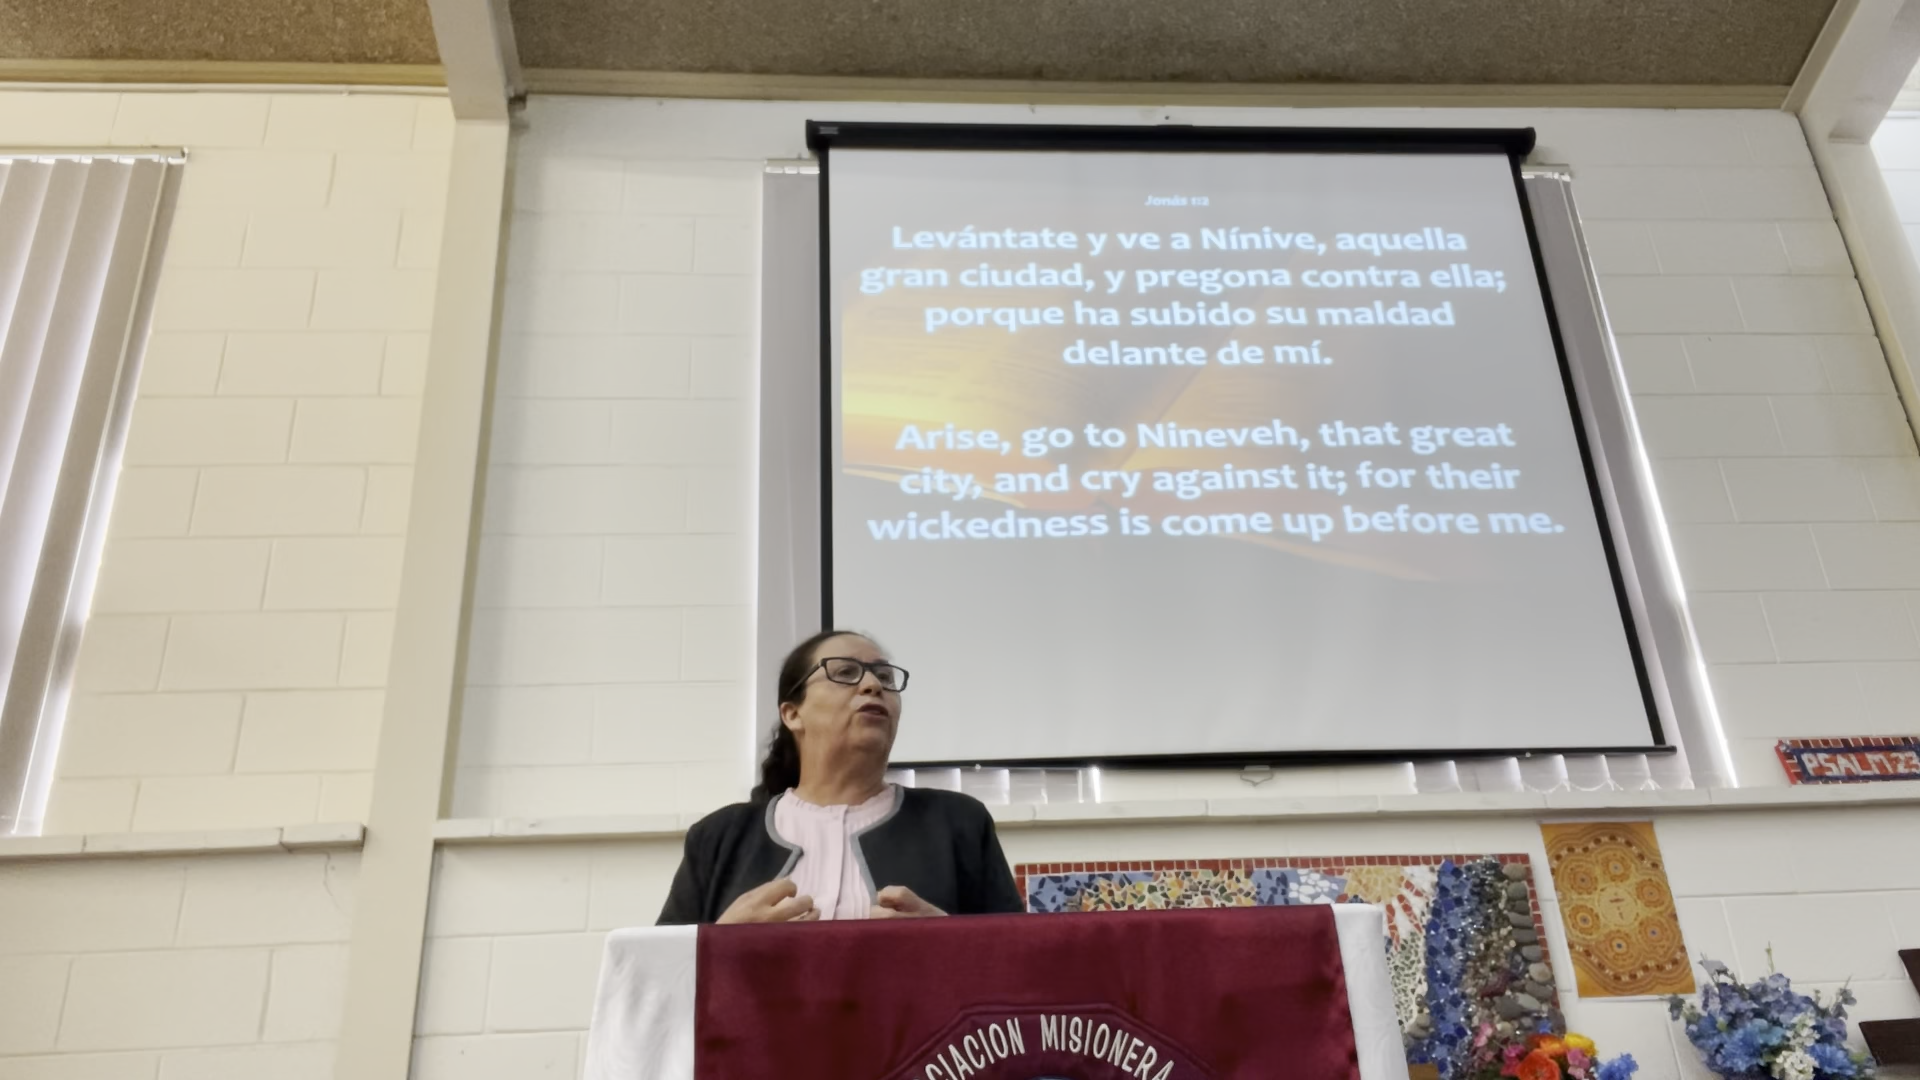 Jonás 1:2
Levántate y ve a Nínive, aquella
gran ciudad, y pregona contra ella;
porque ha subido su maldad
delante de mí.
Arise, go to Nineveh, that great
city, and cry against it; for their
wickedness is come up before me.
PSALM 23
CIACION MISIONERA